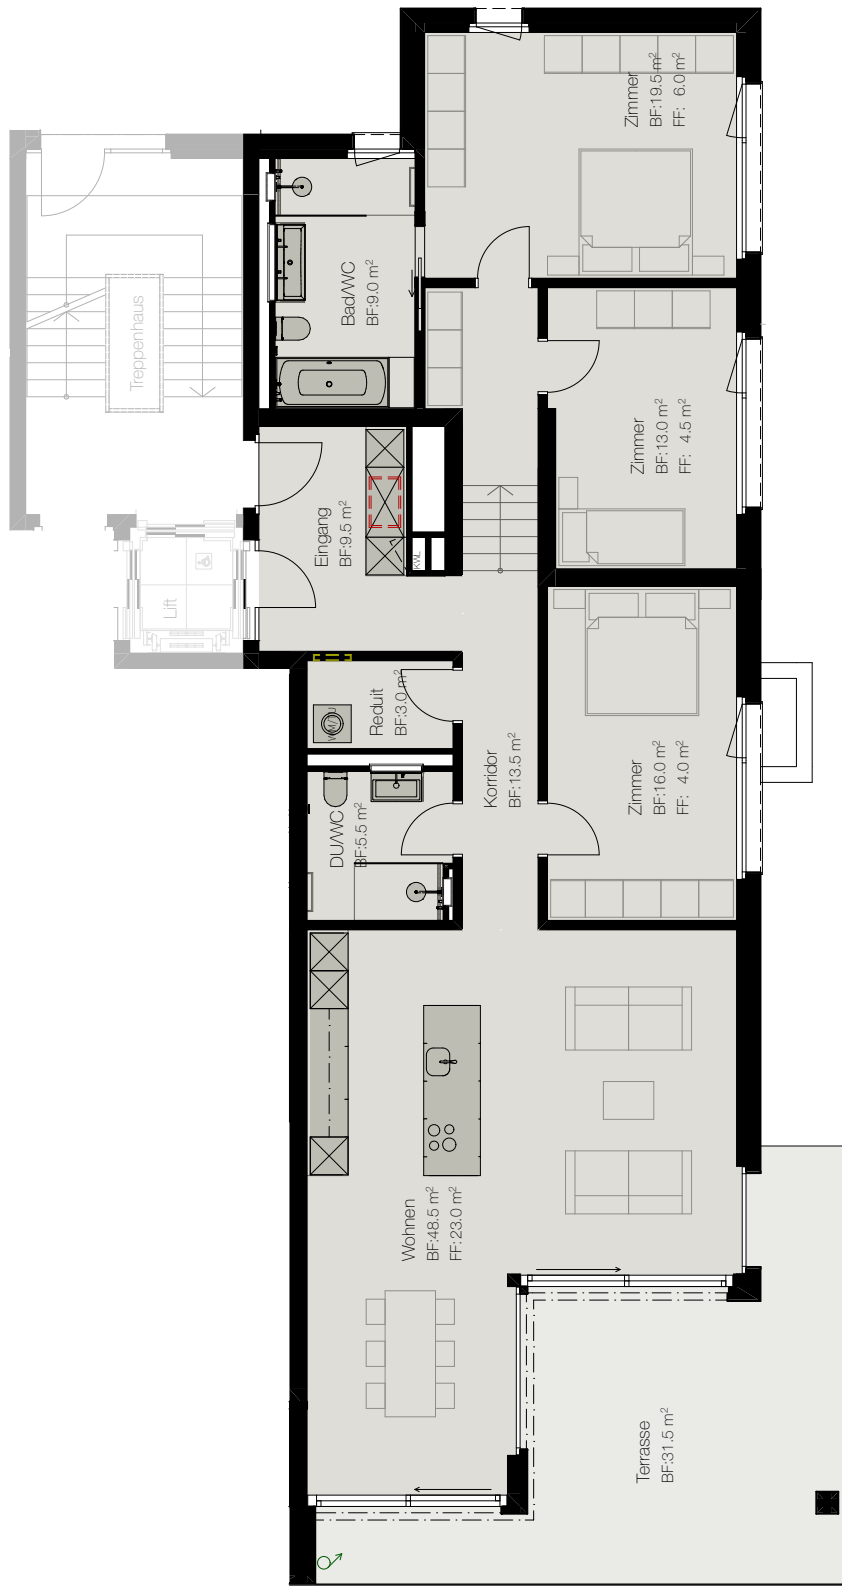 Zimmer
BF:19.5 m²
FF: 6.0 m²
Bad/WC
BF:9.0 m²
Treppenhaus
Zimmer
BF:13.0 m²
FF: 4.5 m²
Eingang
BF:9.5 m²
KWL
Lift
Reduit
BF:3.0 m²
WM/TU
Korridor
BF:13.5 m²
Zimmer
BF:16.0 m²
FF: 4.0 m²
DU/WC
BF:5.5 m²
Wohnen
BF:48.5 m²
FF:23.0 m²
Terrasse
BF:31.5 m²